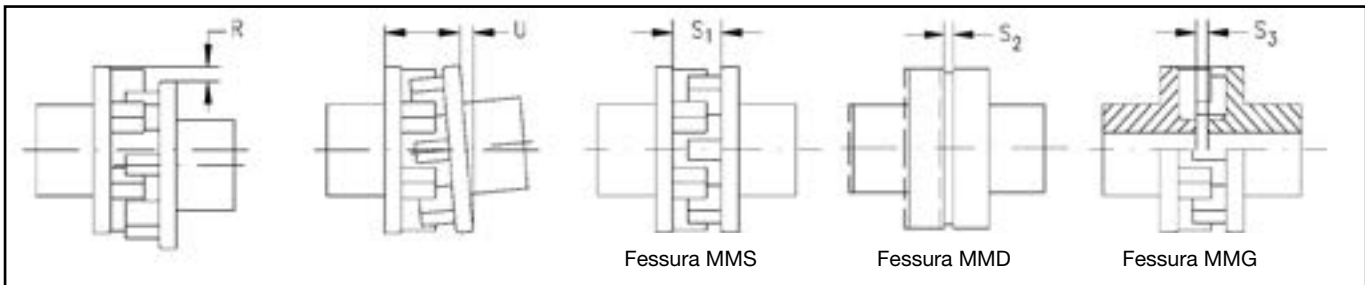 R
U
S₁
S₂
S₃
Fessura MMS
Fessura MMD
Fessura MMG